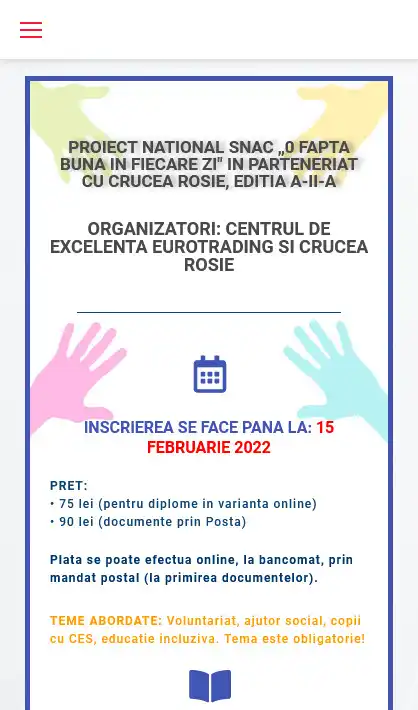 PROIECT NATIONAL SNAC „0 FAPTA
BUNA IN FIECARE ZI" IN PARTENERIAT
CU CRUCEA ROSIE, EDITIA A-II-A
ORGANIZATORI: CENTRUL DE
EXCELENTA EUROTRADING SI CRUCEA
ROSIE
INSCRIEREA SE FACE PANA LA: 15
FEBRUARIE 2022
PRET:
• 75 lei (pentru diplome in varianta online)
• 90 lei (documente prin Posta)
Plata se poate efectua online, la bancomat, prin
mandat postal (la primirea documentelor).
TEME ABORDATE: Voluntariat, ajutor social, copii
cu CES, educatie incluziva. Tema este obligatorie!